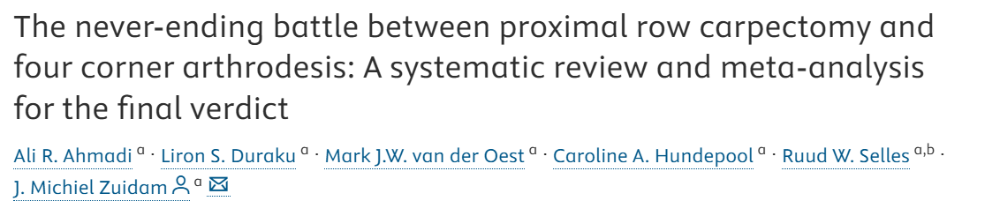 The never-ending battle between proximal row carpectomy and
four corner arthrodesis: A systematic review and meta-analysis
for the final verdict
Ali R. Ahmadi a · Liron S. Duraku a · Mark J.W. van der Oest a · Caroline A. Hundepool a · Ruud W. Selles a,b ·
J. Michiel Zuidam a